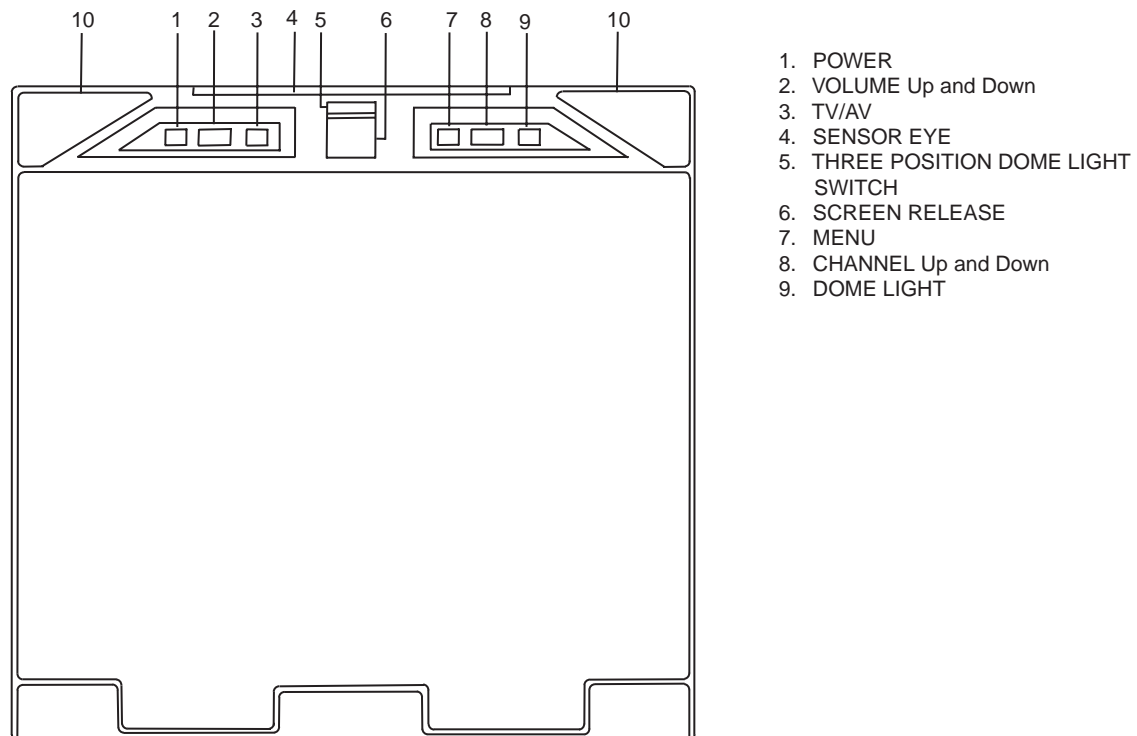 10 1 2 3 4 5 6 7 8 9 10
1. POWER
2. VOLUME Up and Down
3. TV/AV
4. SENSOR EYE
5. THREE POSITION DOME LIGHT
SWITCH
6. SCREEN RELEASE
7. MENU
8. CHANNEL Up and Down
9. DOME LIGHT